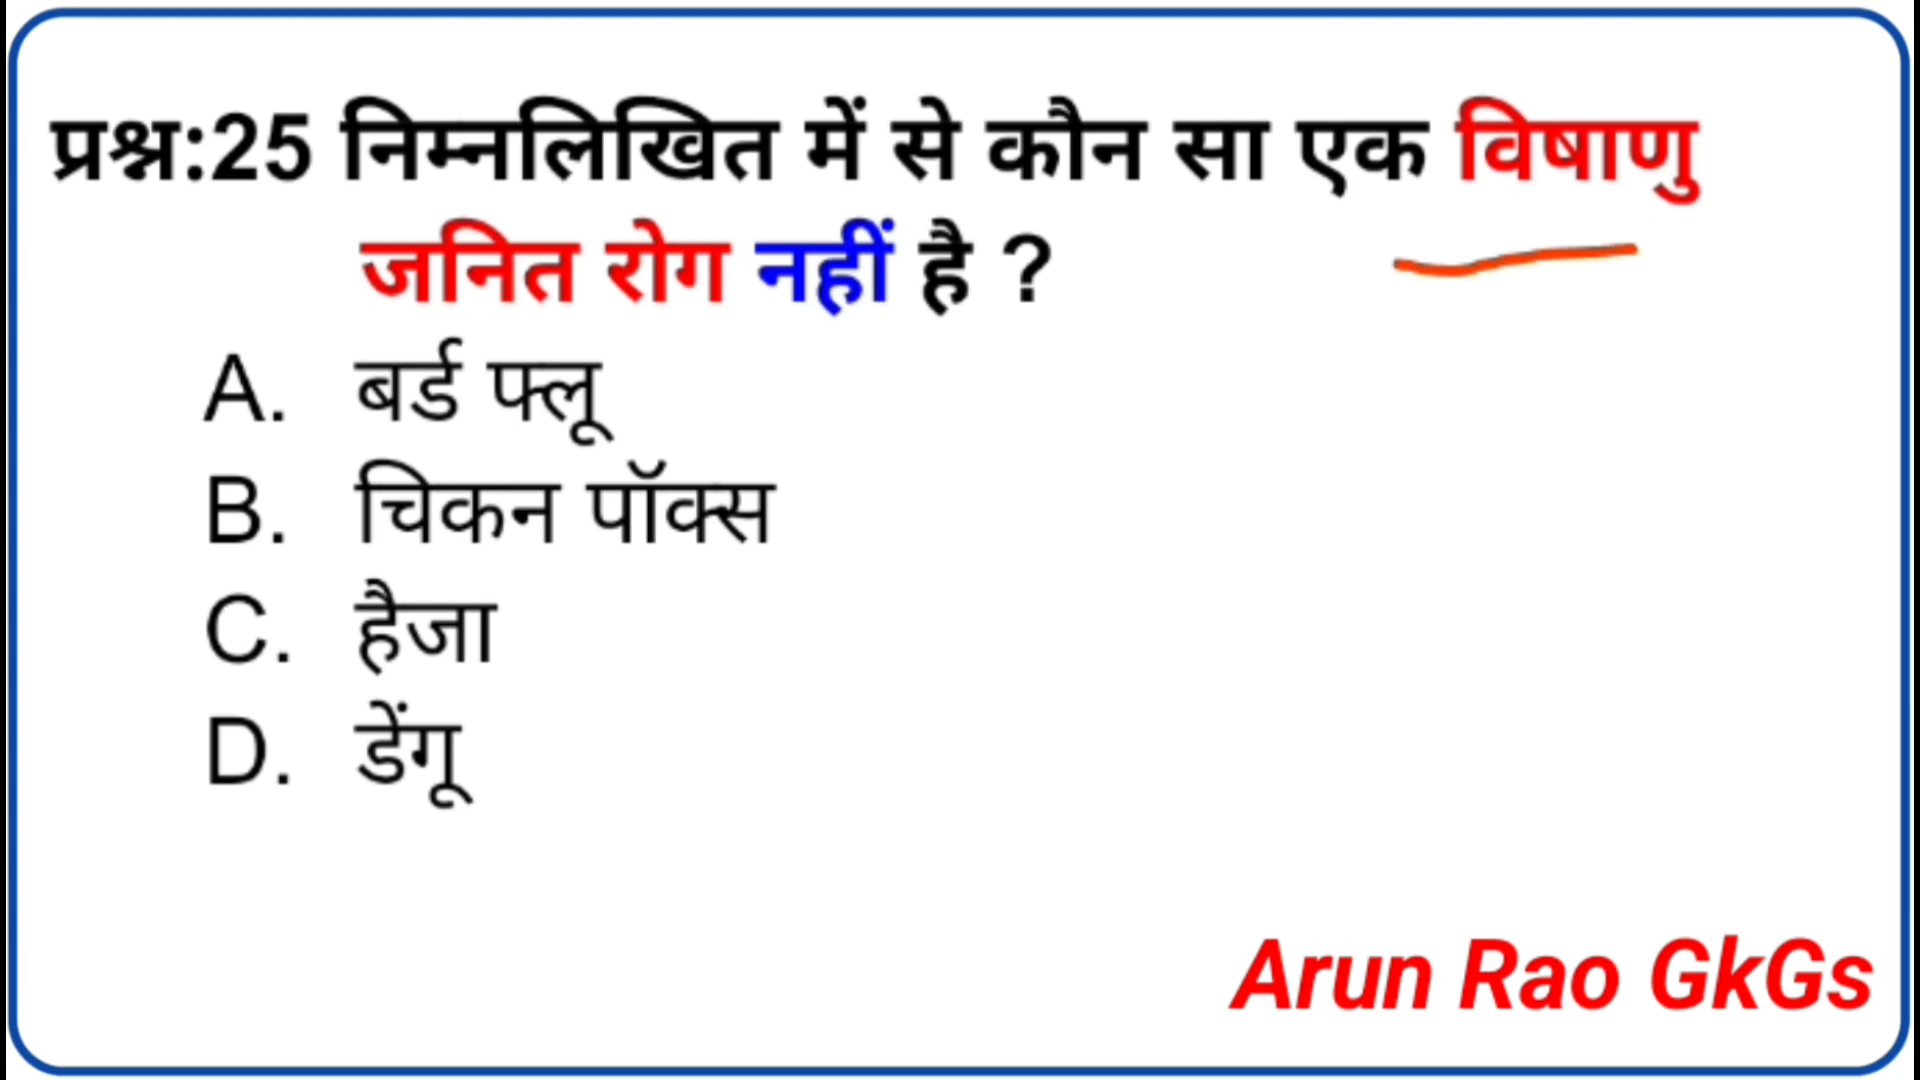 प्रश्न:25 निम्नलिखित में से कौन सा एक विषाणु
जनित रोग नहीं है ?
A. बर्ड फ्लू
B. चिकन पॉक्स
C. हैजा
D. डेंगू
Arun Rao GkGs